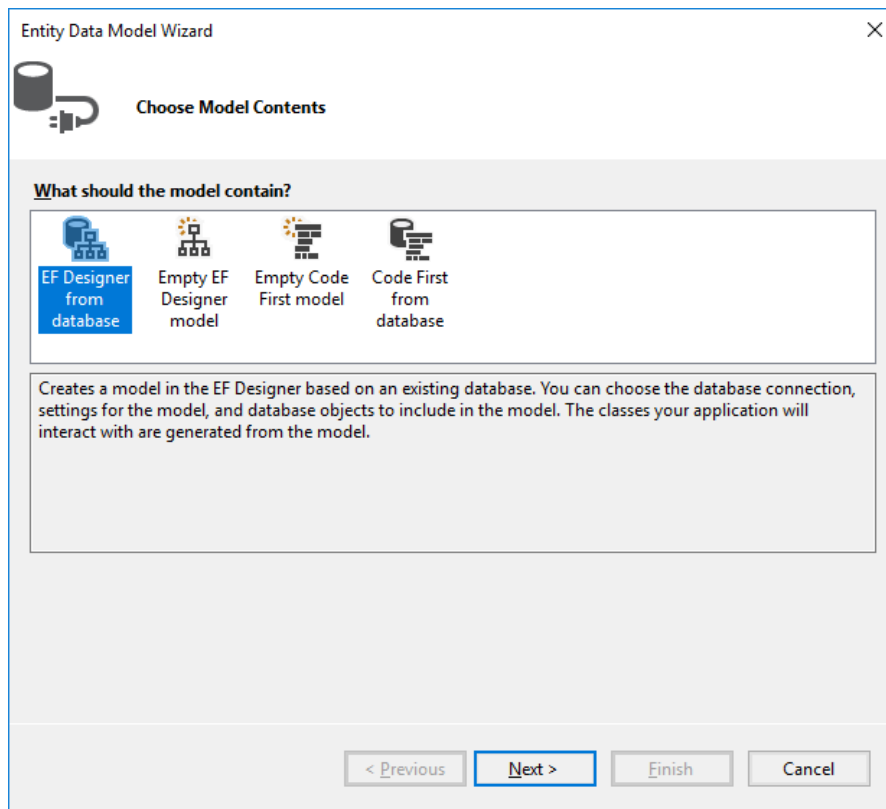 Entity Data Model Wizard
Choose Model Contents
What should the model contain?
EF Designer
from
database
Empty EF
Designer
model
Empty Code
First model
Code First
from
database
Creates a model in the EF Designer based on an existing database. You can choose the database connection,
settings for the model, and database objects to include in the model. The classes your application will
interact with are generated from the model.
< Previous
Next >
Finish
Cancel